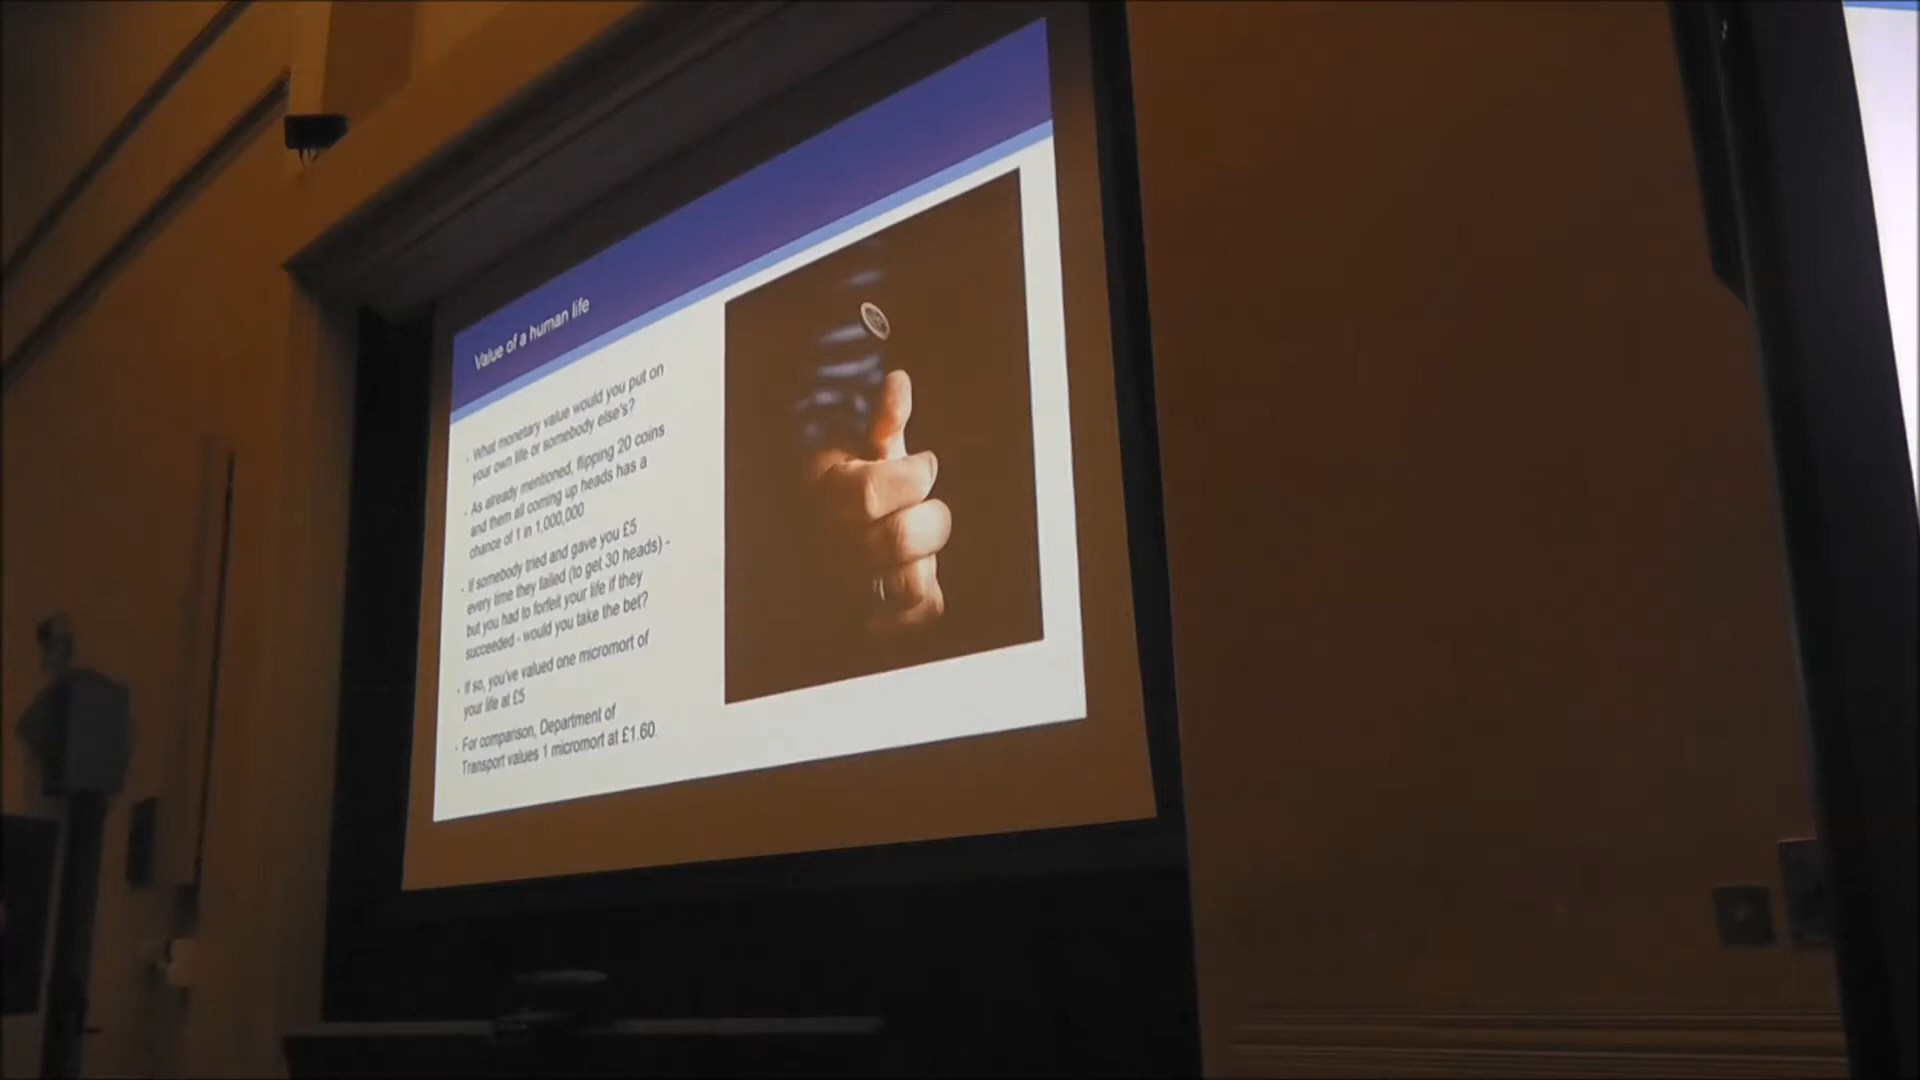 Value of a human life
- What monetary value would you put on
your own life or somebody else's?
- As already mentioned, flipping 20 coins
and them all coming up heads has a
chance of 1 in 1,000,000
- If somebody tried and gave you £5
every time they failed (to get 30 heads) -
but you had to forfeit your life if they
succeeded - would you take the bet?
- If so, you've valued one micromort of
your life at £5
- For comparison, Department of
Transport values 1 micromort at £1.60.